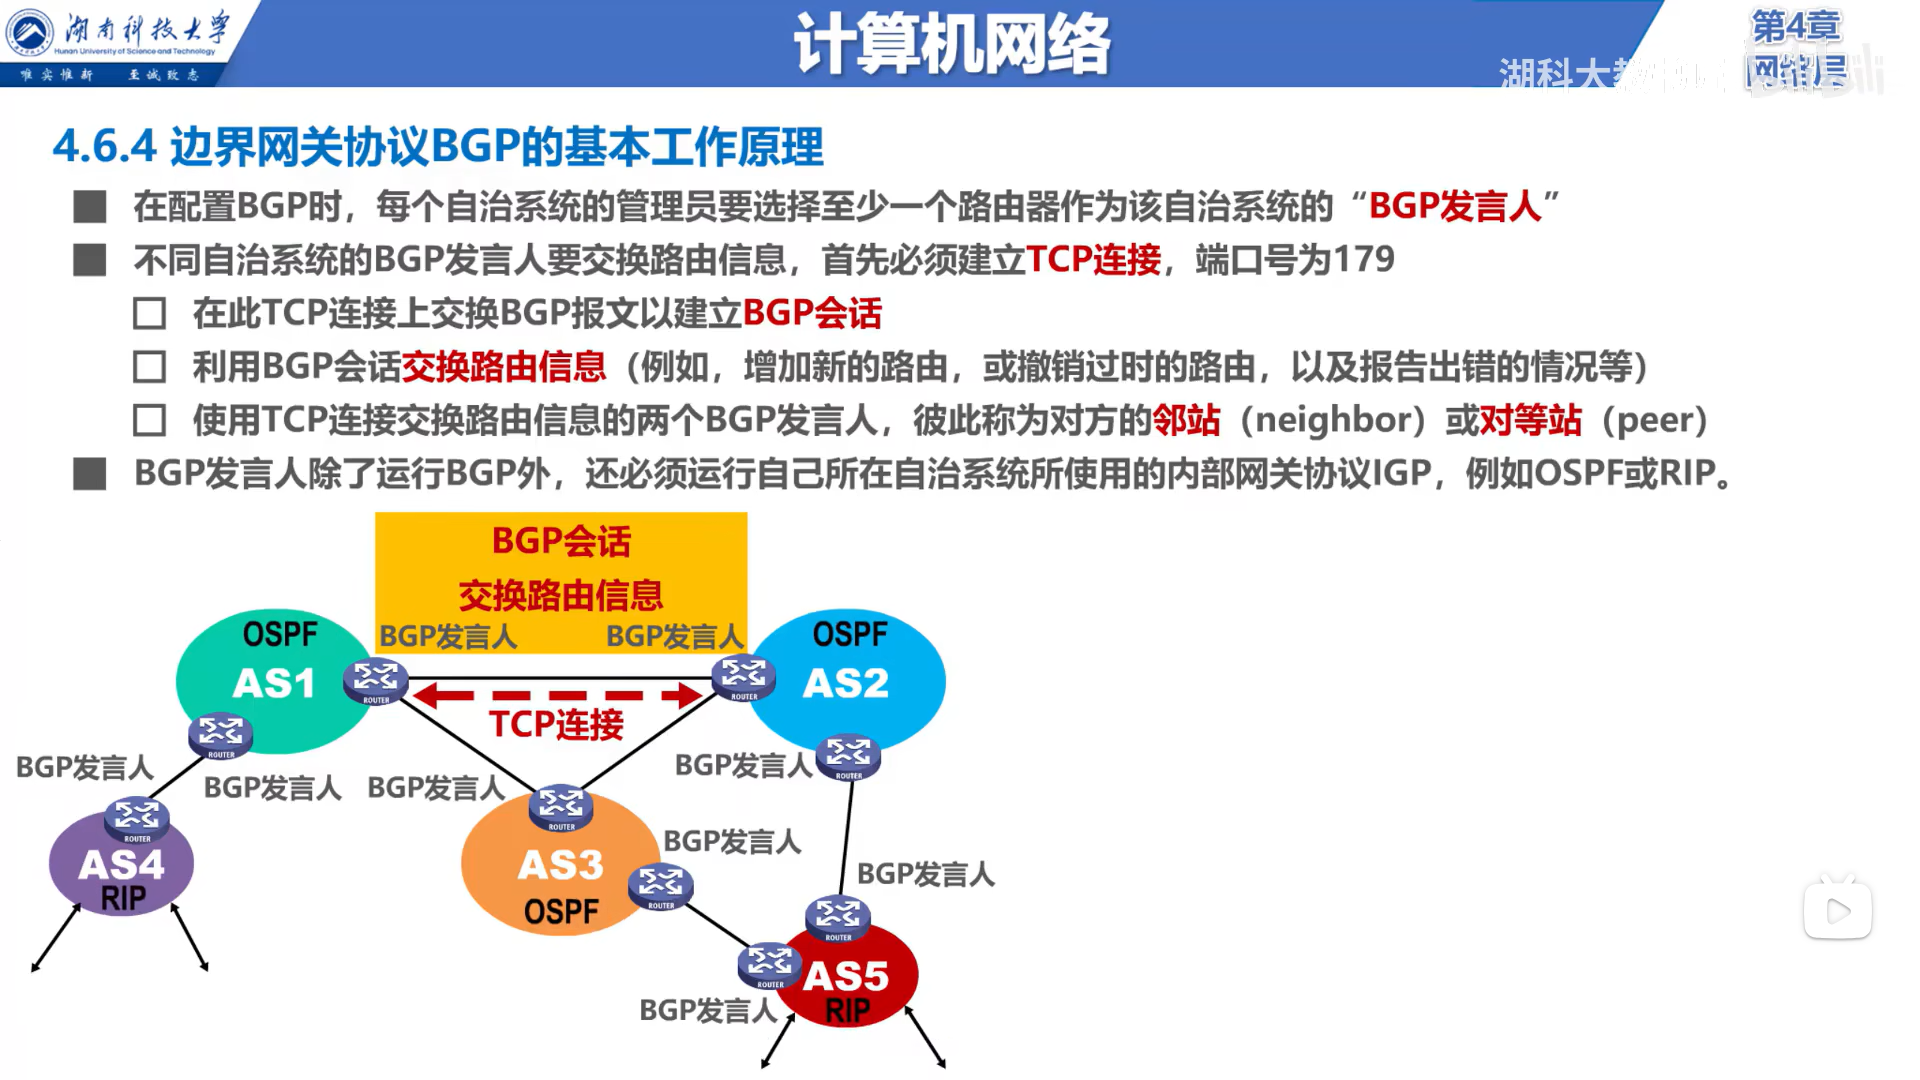 湖南科技大学
Hunan University of Science and Technology
唯实惟新 至诚致志
计算机网络
第4章
网络层
4.6.4 边界网关协议BGP的基本工作原理
在配置BGP时，每个自治系统的管理员要选择至少一个路由器作为该自治系统的“BGP发言人”
不同自治系统的BGP发言人要交换路由信息，首先必须建立TCP连接，端口号为179
在此TCP连接上交换BGP报文以建立BGP会话
利用BGP会话交换路由信息（例如，增加新的路由，或撤销过时的路由，以及报告出错的情况等）
使用TCP连接交换路由信息的两个BGP发言人，彼此称为对方的邻站（neighbor）或对等站（peer）
BGP发言人除了运行BGP外，还必须运行自己所在自治系统所使用的内部网关协议IGP，例如OSPF或RIP。
BGP会话
交换路由信息
BGP发言人 BGP发言人
OSPF
AS1
ROUTER
ROUTER
OSPF
AS2
ROUTER
ROUTER
TCP连接
BGP发言人
BGP发言人
BGP发言人
BGP发言人
ROUTER
AS4
RIP
ROUTER
AS3
OSPF
BGP发言人
ROUTER
BGP发言人
ROUTER
ROUTER
AS5
RIP
BGP发言人